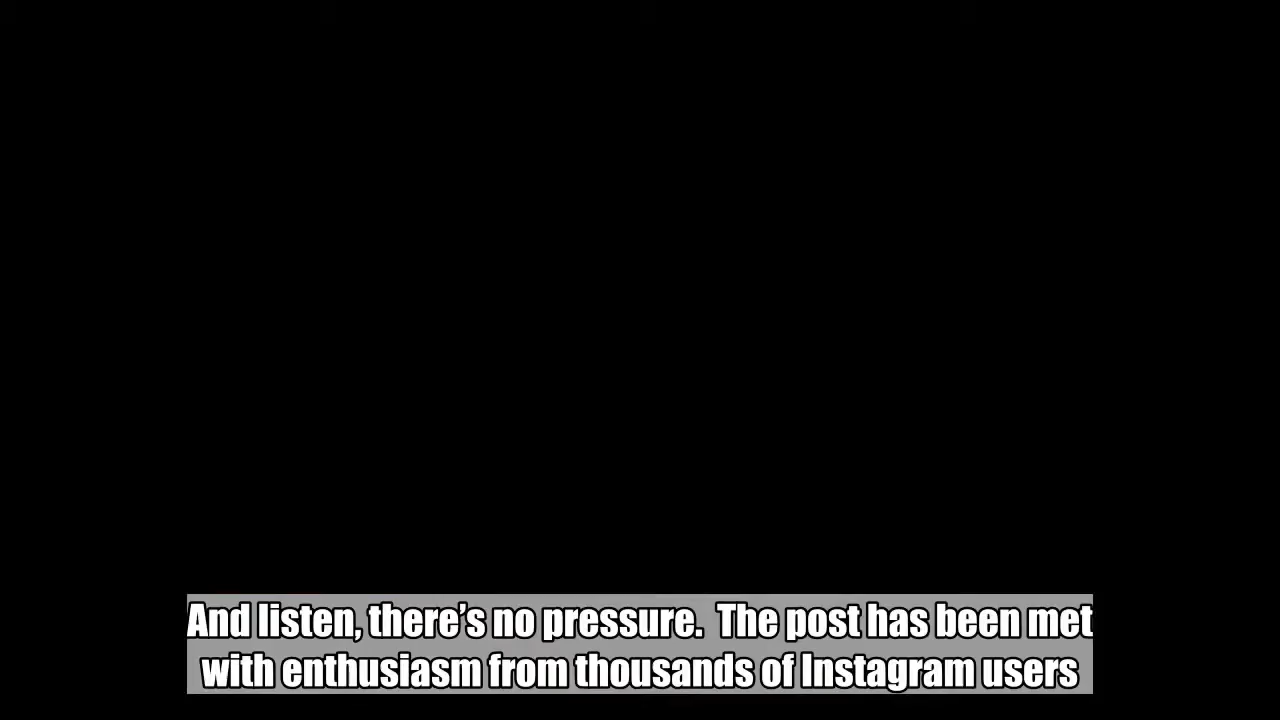 And listen, there’s no pressure.  The post has been met
with enthusiasm from thousands of Instagram users